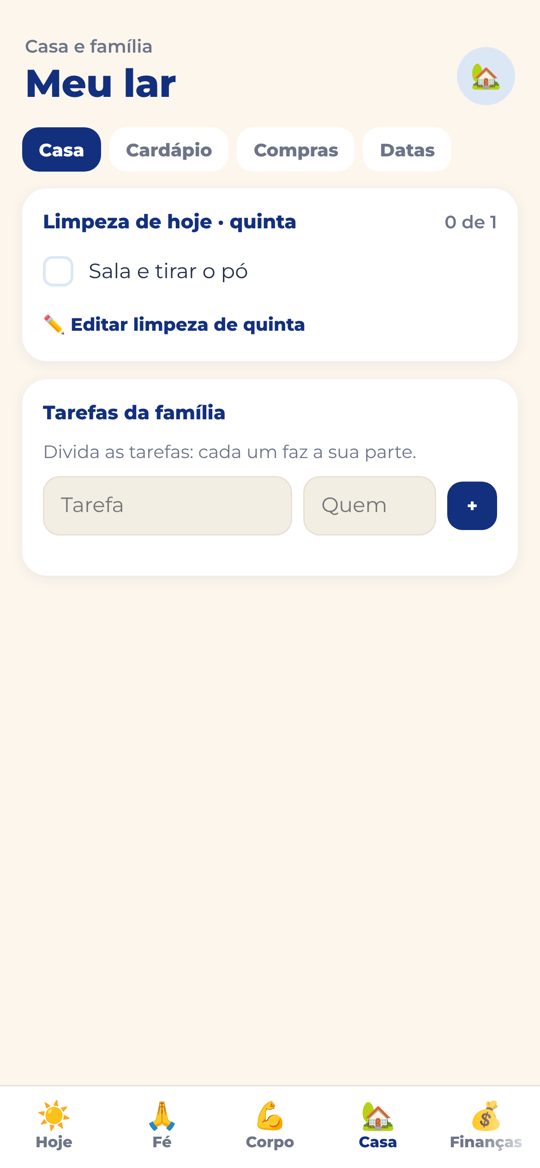 Casa e família
Meu lar
🏡
Casa Cardápio Compras Datas
Limpeza de hoje · quinta 0 de 1
Sala e tirar o pó
✏️ Editar limpeza de quinta
Tarefas da família
Divida as tarefas: cada um faz a sua parte.
Tarefa Quem +
☀️ 🙏 💪 🏡 💰
Hoje Fé Corpo Casa Finanças